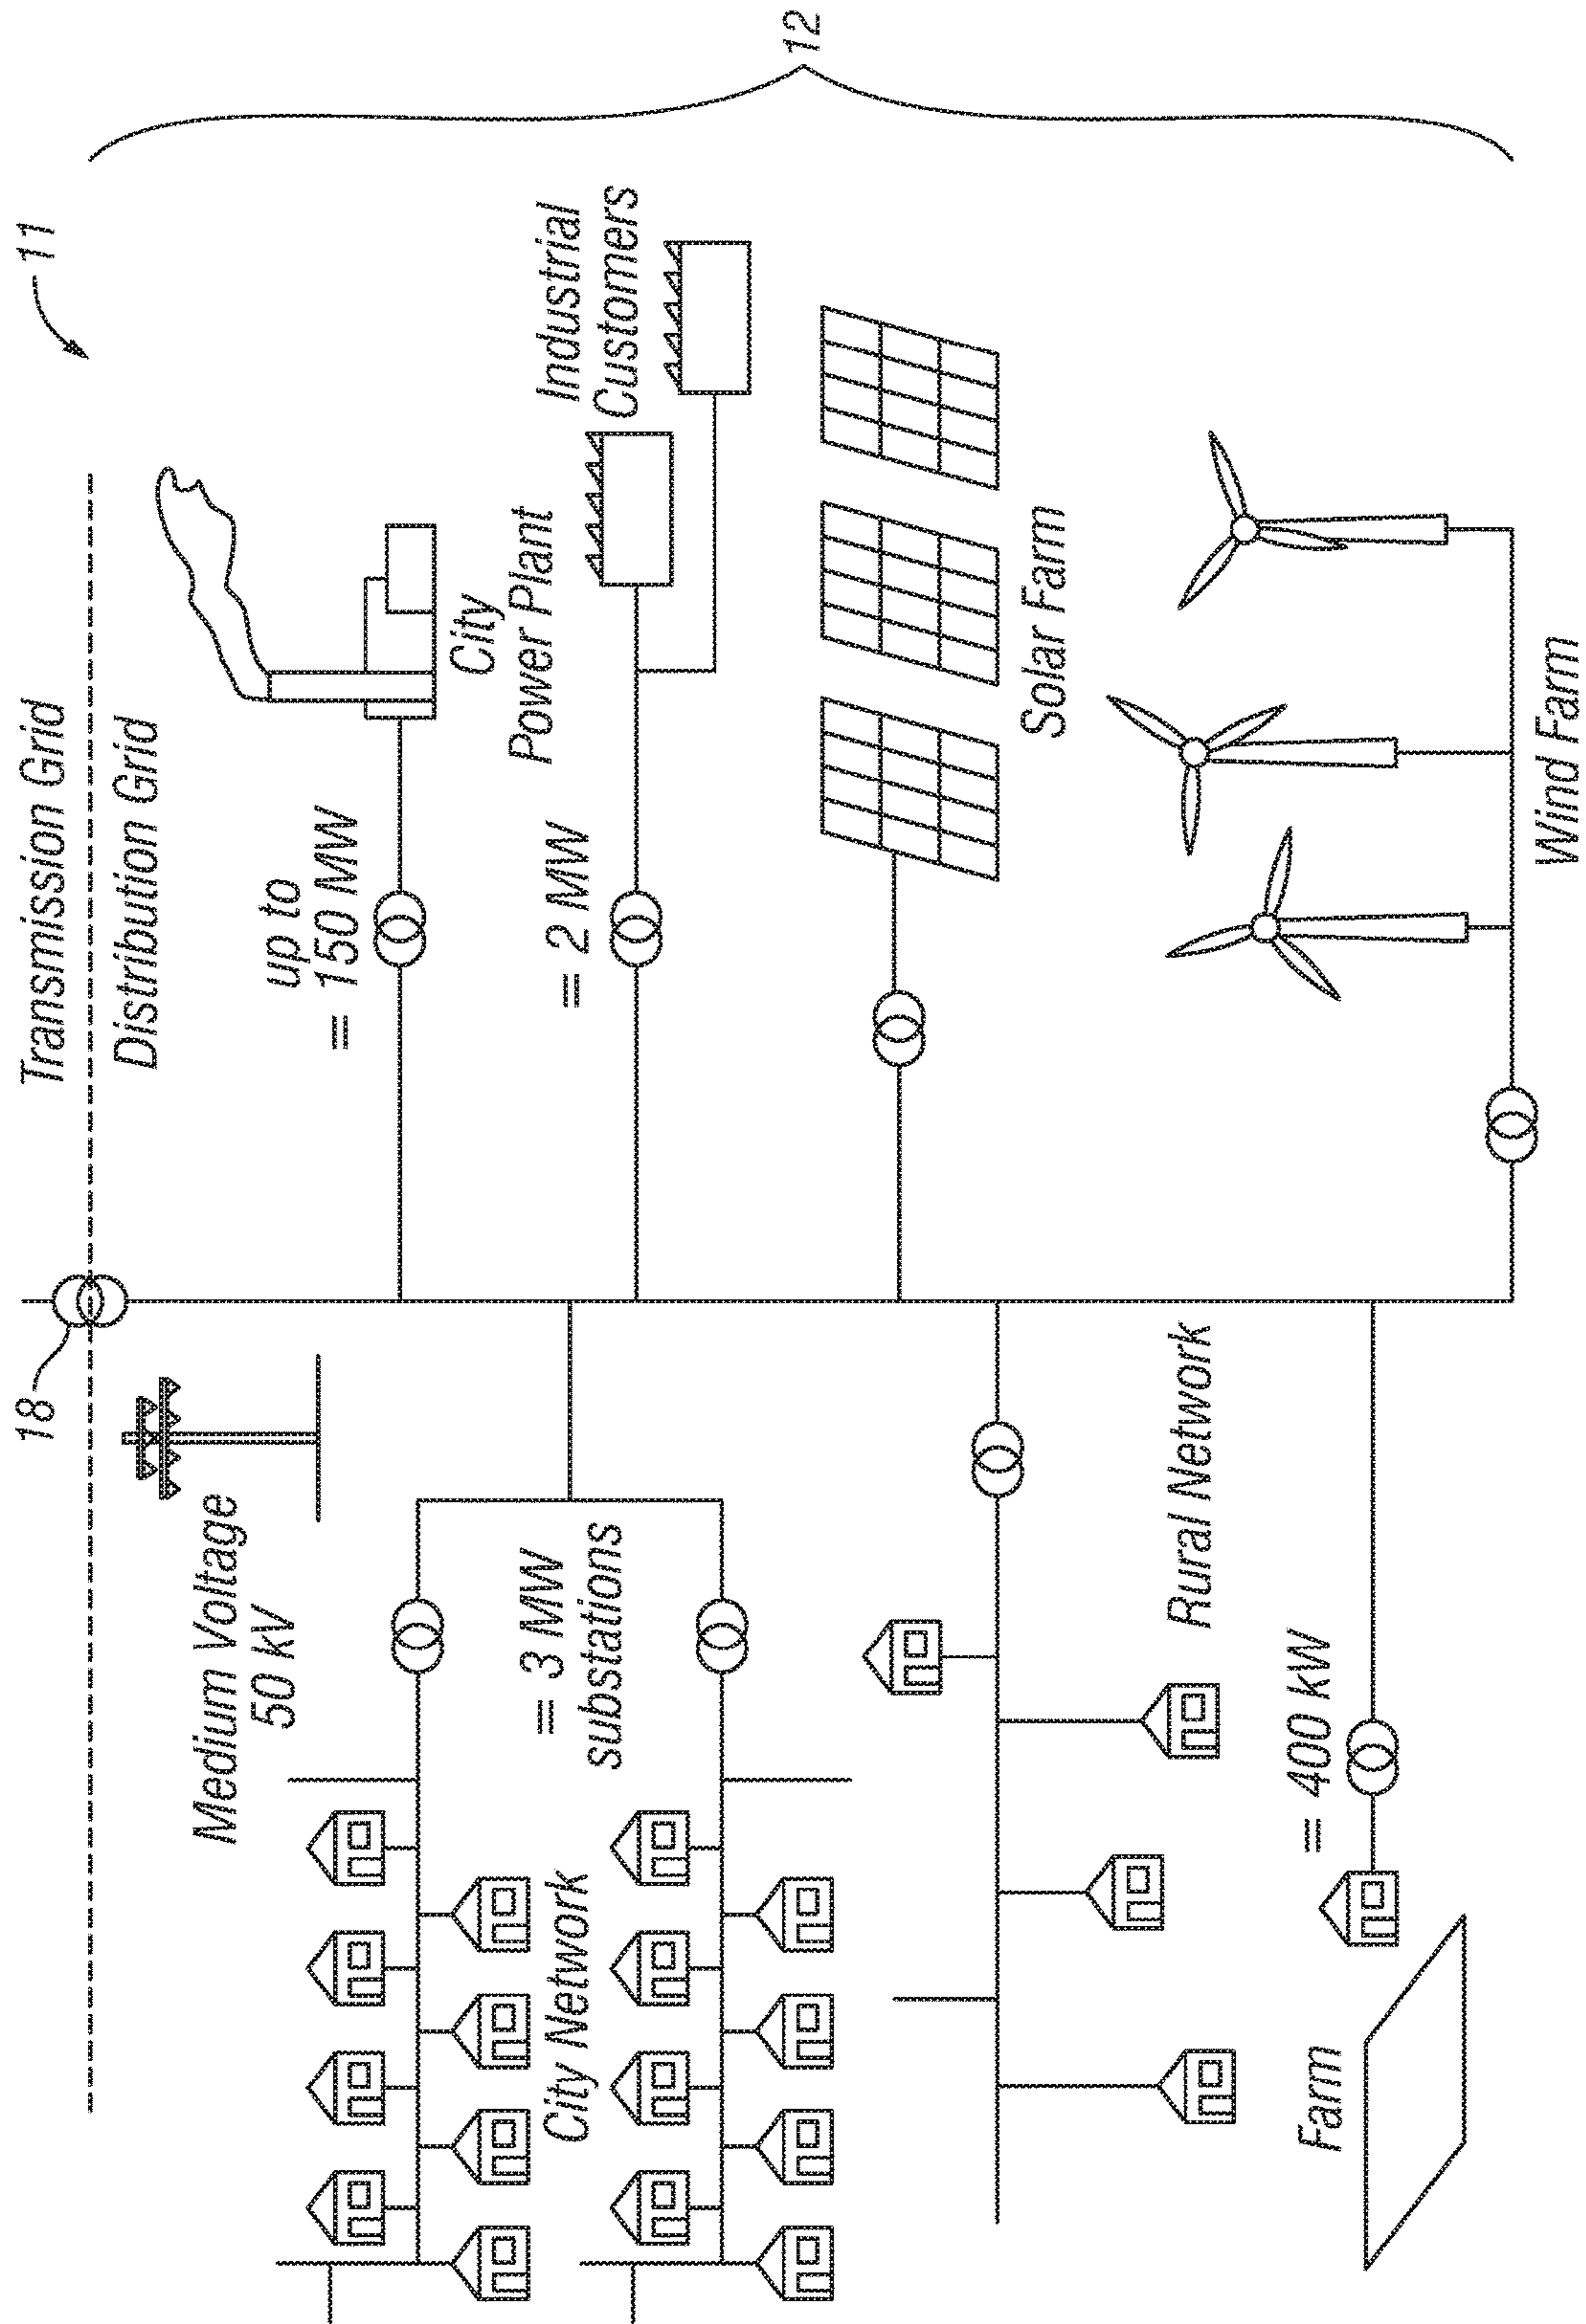 11
Transmission Grid
18
Distribution Grid
Medium Voltage
50 kV
up to
= 150 MW
City
Power Plant
Industrial
Customers
= 3 MW
substations
= 2 MW
City Network
12
Solar Farm
Rural Network
= 400 kW
Farm
Wind Farm